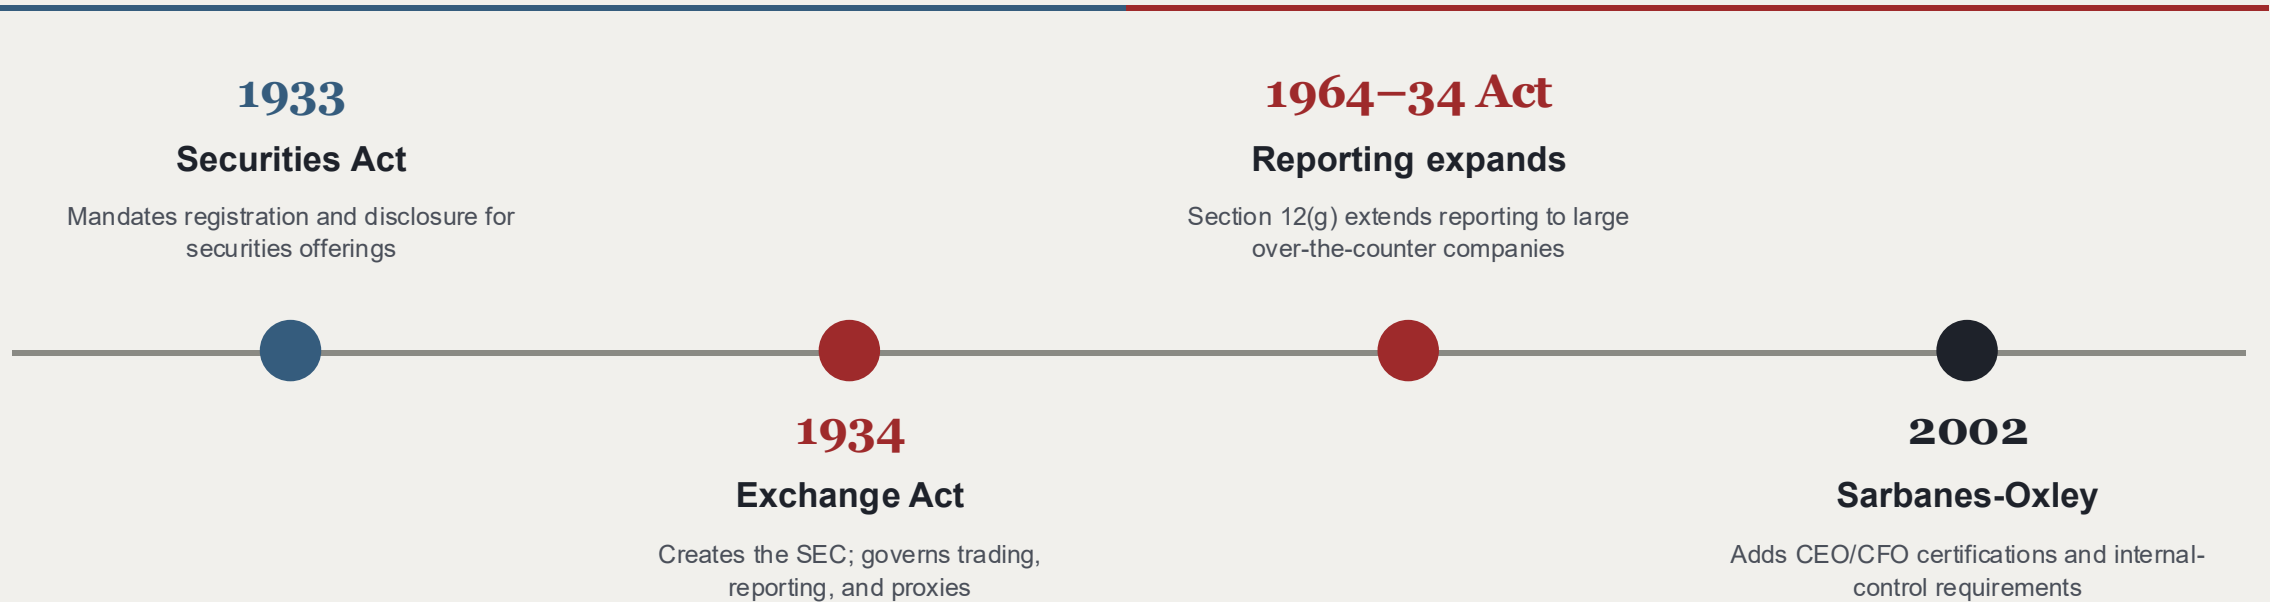 1933
Securities Act
Mandates registration and disclosure for
securities offerings
1934
Exchange Act
Creates the SEC; governs trading,
reporting, and proxies
1964–34 Act
Reporting expands
Section 12(g) extends reporting to large
over-the-counter companies
2002
Sarbanes-Oxley
Adds CEO/CFO certifications and internal-
control requirements